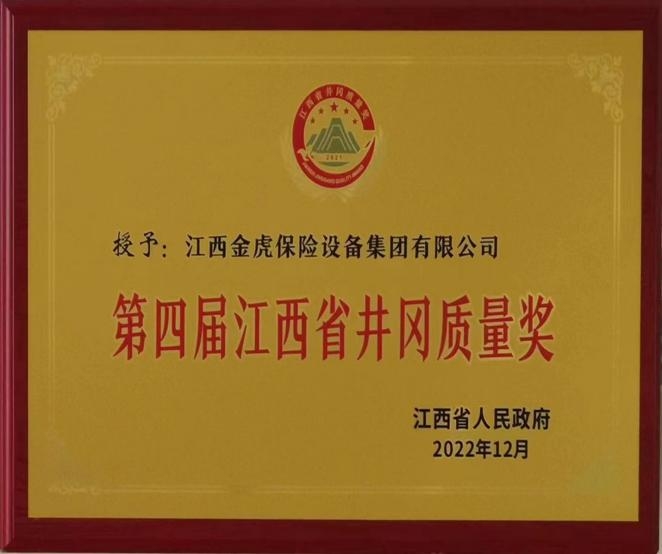 江西省井冈质量奖
2021
授予：江西金虎保险设备集团有限公司
第四届江西省井冈质量奖
江西省人民政府
2022年12月